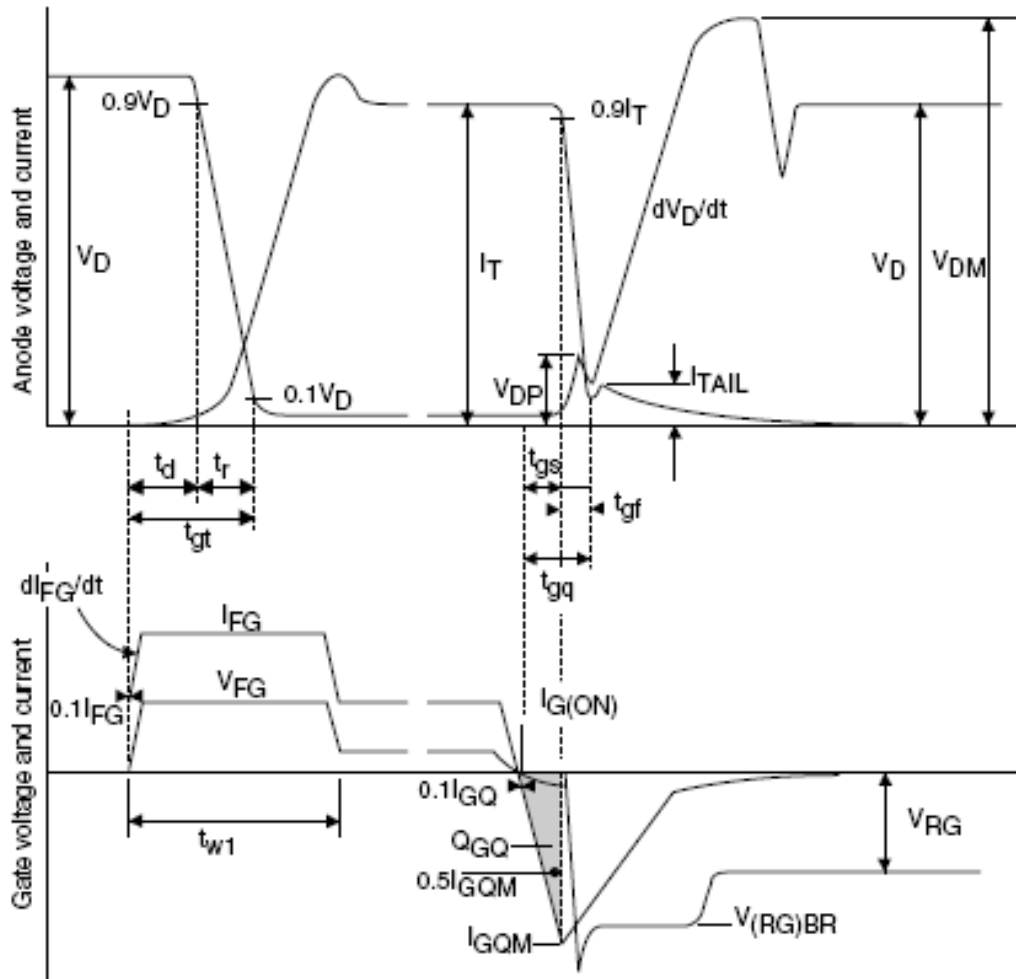 Anode voltage and current
0.9VD
VD
0.1VD
IT
0.9IT
dVD/dt
VD
VDM
VDP
ITAIL
td
tr
tgt
tgs
tgf
tgq
Gate voltage and current
dIFG/dt
IFG
VFG
0.1IFG
IG(ON)
tw1
0.1IGQ
QGQ
0.5IGQM
IGQM
VRG
V(RG)BR